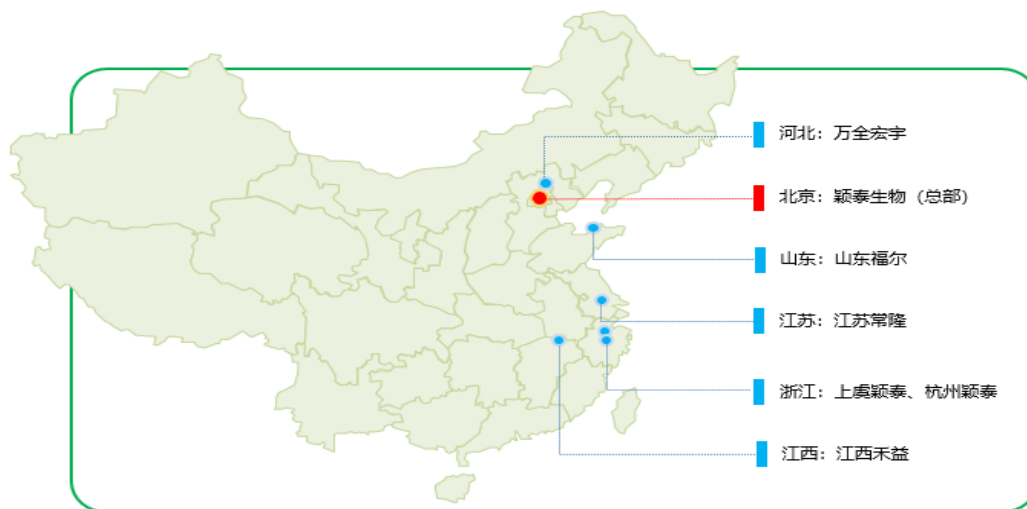 河北：万全宏宇
北京：颖泰生物（总部）
山东：山东福尔
江苏：江苏常隆
浙江：上虞颖泰、杭州颖泰
江西：江西禾益